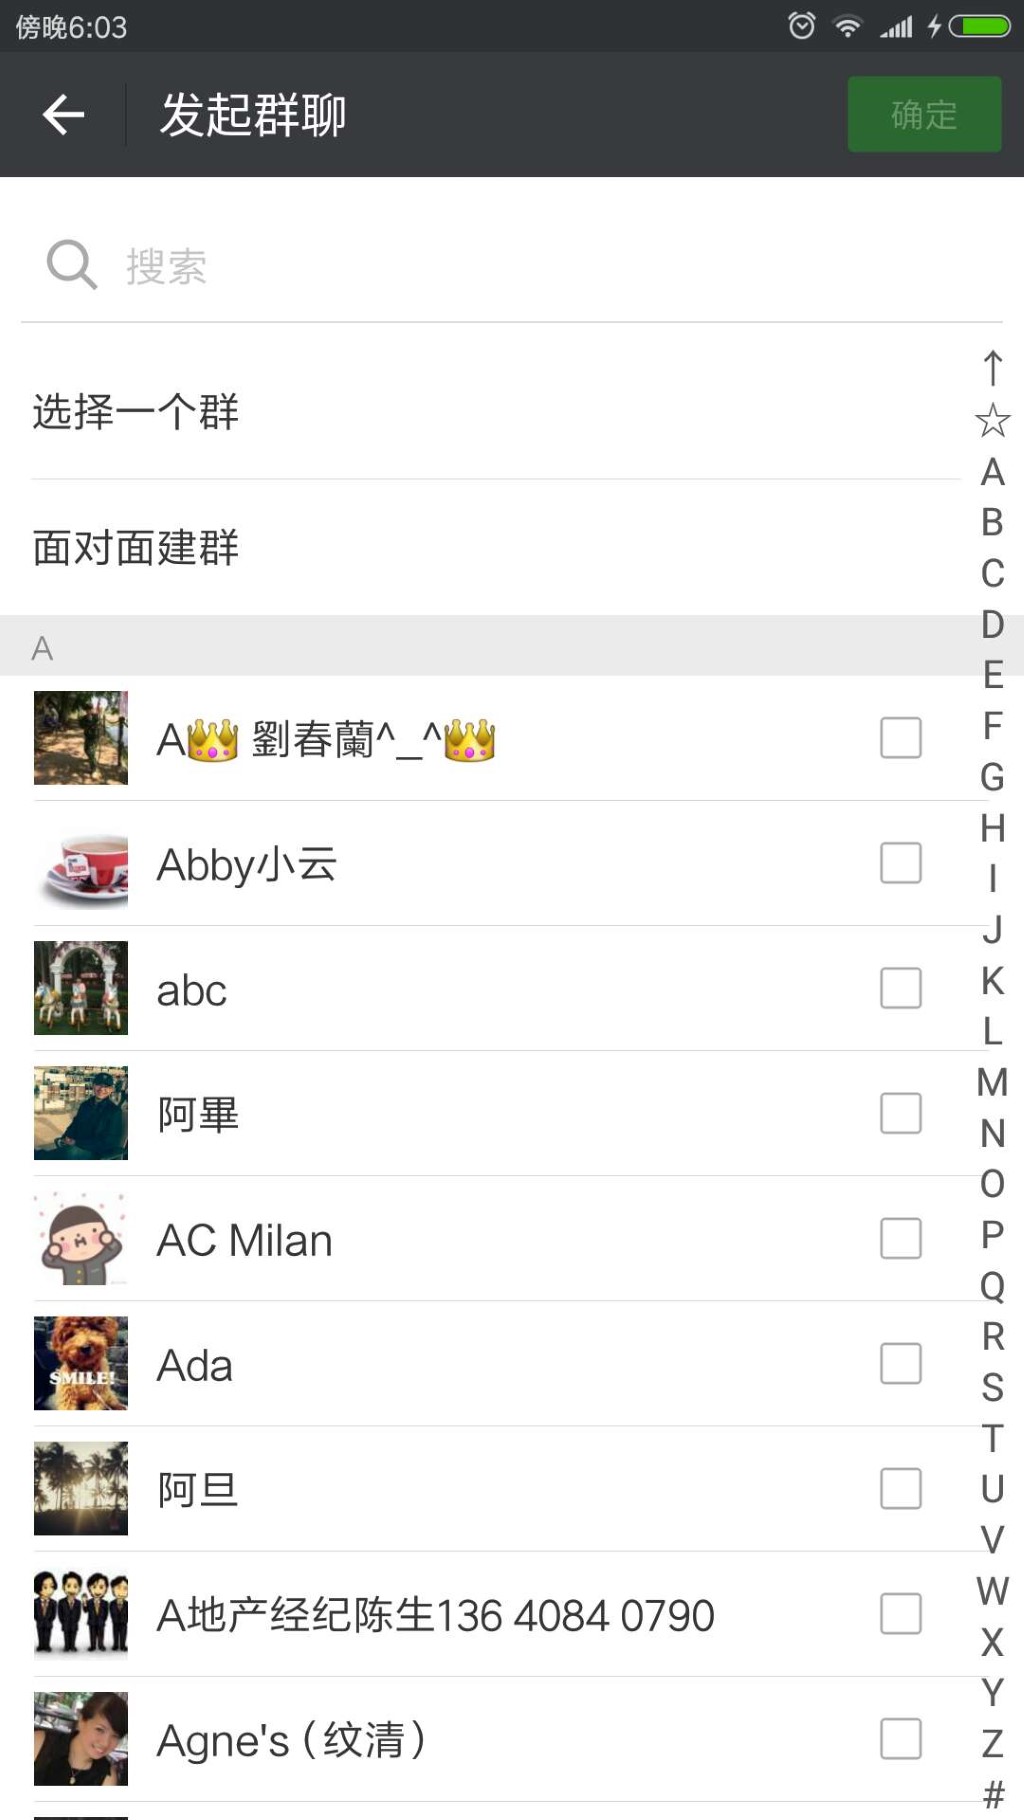 傍晚6:03
发起群聊
确定
搜索
↑
☆
选择一个群
面对面建群
A
A👑 劉春蘭^_^👑
Abby小云
abc
阿畢
AC Milan
SMILE!
Ada
阿旦
A地产经纪陈生136 4084 0790
Agne's（纹清）
A
B
C
D
E
F
G
H
I
J
K
L
M
N
O
P
Q
R
S
T
U
V
W
X
Y
Z
#